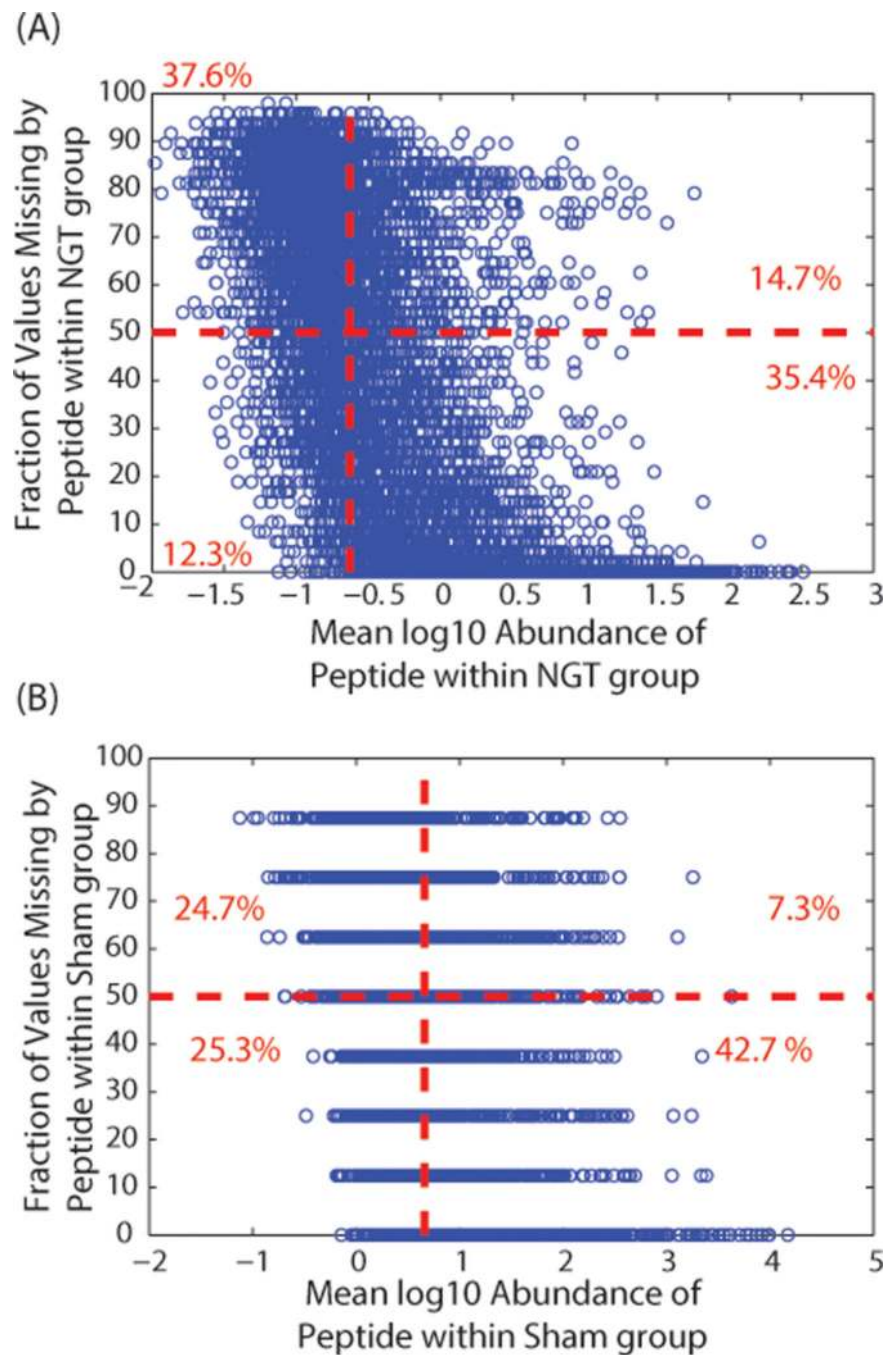 (A)
37.6%
100
90
80
70
60
50
40
30
20
10
0
14.7%
35.4%
12.3%
Fraction of Values Missing by
Peptide within NGT group
−2 −1.5 −1 −0.5 0 0.5 1 1.5 2 2.5 3
Mean log10 Abundance of
Peptide within NGT group
(B)
100
90
80
70
60
50
40
30
20
10
0
24.7%
7.3%
25.3%
42.7 %
Fraction of Values Missing by
Peptide within Sham group
−2 −1 0 1 2 3 4 5
Mean log10 Abundance of
Peptide within Sham group